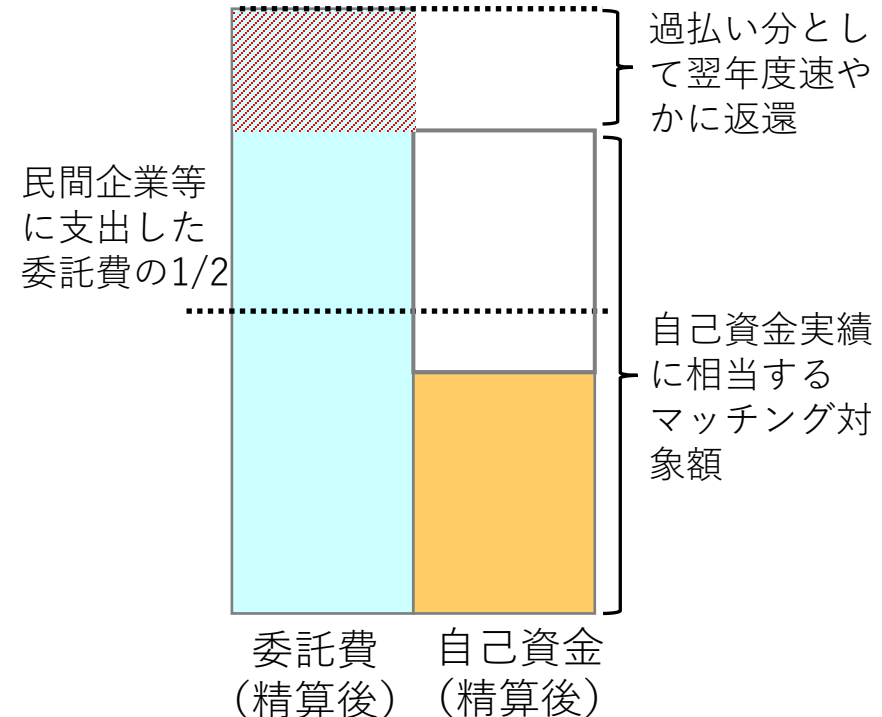 過払い分とし
て翌年度速や
かに返還
民間企業等
に支出した
委託費の1/2
自己資金実績
に相当する
マッチング対
象額
委託費
（精算後）
自己資金
（精算後）